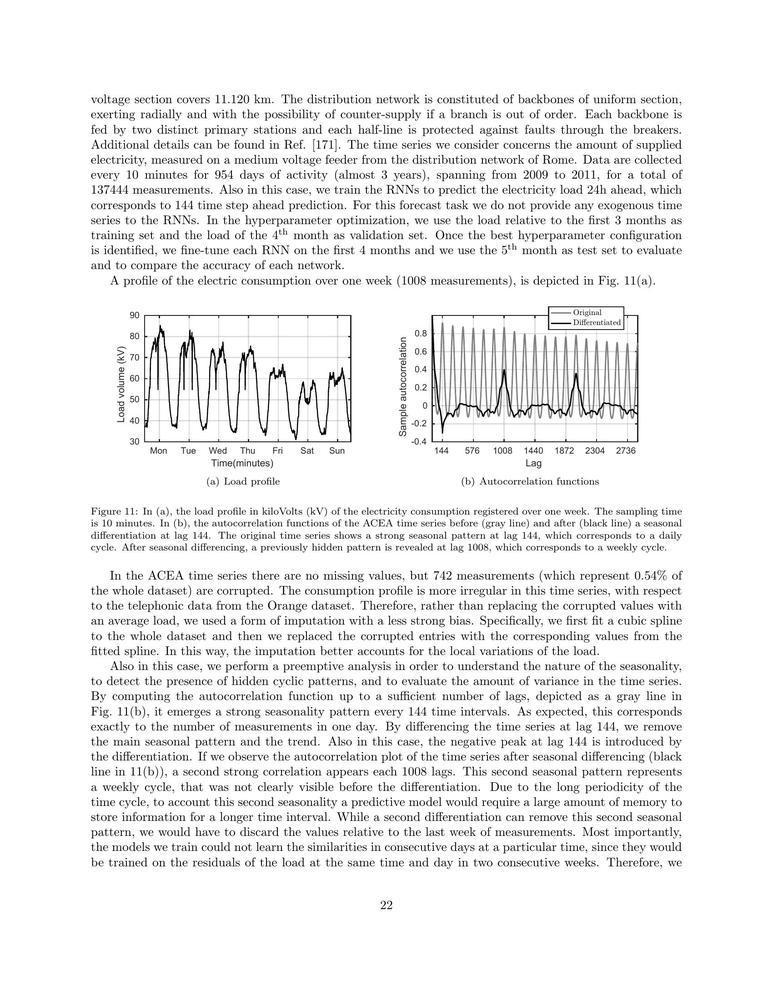 voltage section covers 11.120 km. The distribution network is constituted of backbones of uniform section,
exerting radially and with the possibility of counter-supply if a branch is out of order. Each backbone is
fed by two distinct primary stations and each half-line is protected against faults through the breakers.
Additional details can be found in Ref. [171]. The time series we consider concerns the amount of supplied
electricity, measured on a medium voltage feeder from the distribution network of Rome. Data are collected
every 10 minutes for 954 days of activity (almost 3 years), spanning from 2009 to 2011, for a total of
137444 measurements. Also in this case, we train the RNNs to predict the electricity load 24h ahead, which
corresponds to 144 time step ahead prediction. For this forecast task we do not provide any exogenous time
series to the RNNs. In the hyperparameter optimization, we use the load relative to the first 3 months as
training set and the load of the 4th month as validation set. Once the best hyperparameter configuration
is identified, we fine-tune each RNN on the first 4 months and we use the 5th month as test set to evaluate
and to compare the accuracy of each network.
A profile of the electric consumption over one week (1008 measurements), is depicted in Fig. 11(a).
90
80
70
60
50
40
30
Load volume (kV)
Mon Tue Wed Thu Fri Sat Sun
Time(minutes)
(a) Load profile
Original
Differentiated
0.8
0.6
0.4
0.2
0
-0.2
-0.4
Sample autocorrelation
144 576 1008 1440 1872 2304 2736
Lag
(b) Autocorrelation functions
Figure 11: In (a), the load profile in kiloVolts (kV) of the electricity consumption registered over one week. The sampling time
is 10 minutes. In (b), the autocorrelation functions of the ACEA time series before (gray line) and after (black line) a seasonal
differentiation at lag 144. The original time series shows a strong seasonal pattern at lag 144, which corresponds to a daily
cycle. After seasonal differencing, a previously hidden pattern is revealed at lag 1008, which corresponds to a weekly cycle.
In the ACEA time series there are no missing values, but 742 measurements (which represent 0.54% of
the whole dataset) are corrupted. The consumption profile is more irregular in this time series, with respect
to the telephonic data from the Orange dataset. Therefore, rather than replacing the corrupted values with
an average load, we used a form of imputation with a less strong bias. Specifically, we first fit a cubic spline
to the whole dataset and then we replaced the corrupted entries with the corresponding values from the
fitted spline. In this way, the imputation better accounts for the local variations of the load.
Also in this case, we perform a preemptive analysis in order to understand the nature of the seasonality,
to detect the presence of hidden cyclic patterns, and to evaluate the amount of variance in the time series.
By computing the autocorrelation function up to a sufficient number of lags, depicted as a gray line in
Fig. 11(b), it emerges a strong seasonality pattern every 144 time intervals. As expected, this corresponds
exactly to the number of measurements in one day. By differencing the time series at lag 144, we remove
the main seasonal pattern and the trend. Also in this case, the negative peak at lag 144 is introduced by
the differentiation. If we observe the autocorrelation plot of the time series after seasonal differencing (black
line in 11(b)), a second strong correlation appears each 1008 lags. This second seasonal pattern represents
a weekly cycle, that was not clearly visible before the differentiation. Due to the long periodicity of the
time cycle, to account this second seasonality a predictive model would require a large amount of memory to
store information for a longer time interval. While a second differentiation can remove this second seasonal
pattern, we would have to discard the values relative to the last week of measurements. Most importantly,
the models we train could not learn the similarities in consecutive days at a particular time, since they would
be trained on the residuals of the load at the same time and day in two consecutive weeks. Therefore, we
22